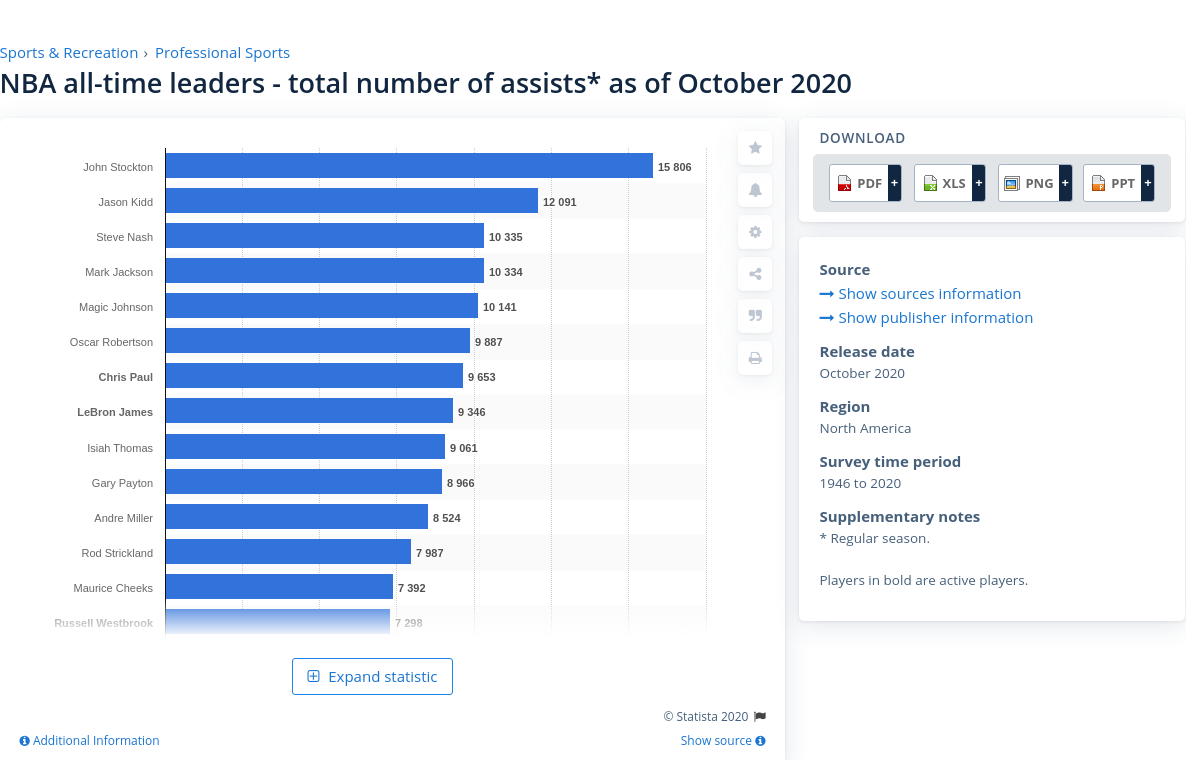 Sports & Recreation › Professional Sports
NBA all-time leaders - total number of assists* as of October 2020
John Stockton 15 806
Jason Kidd 12 091
Steve Nash 10 335
Mark Jackson 10 334
Magic Johnson 10 141
Oscar Robertson 9 887
Chris Paul 9 653
LeBron James 9 346
Isiah Thomas 9 061
Gary Payton 8 966
Andre Miller 8 524
Rod Strickland 7 987
Maurice Cheeks 7 392
Russell Westbrook 7 298
Expand statistic
© Statista 2020
Additional Information Show source
DOWNLOAD
PDF + XLS + PNG + PPT +
Source
Show sources information
Show publisher information
Release date
October 2020
Region
North America
Survey time period
1946 to 2020
Supplementary notes
* Regular season.
Players in bold are active players.